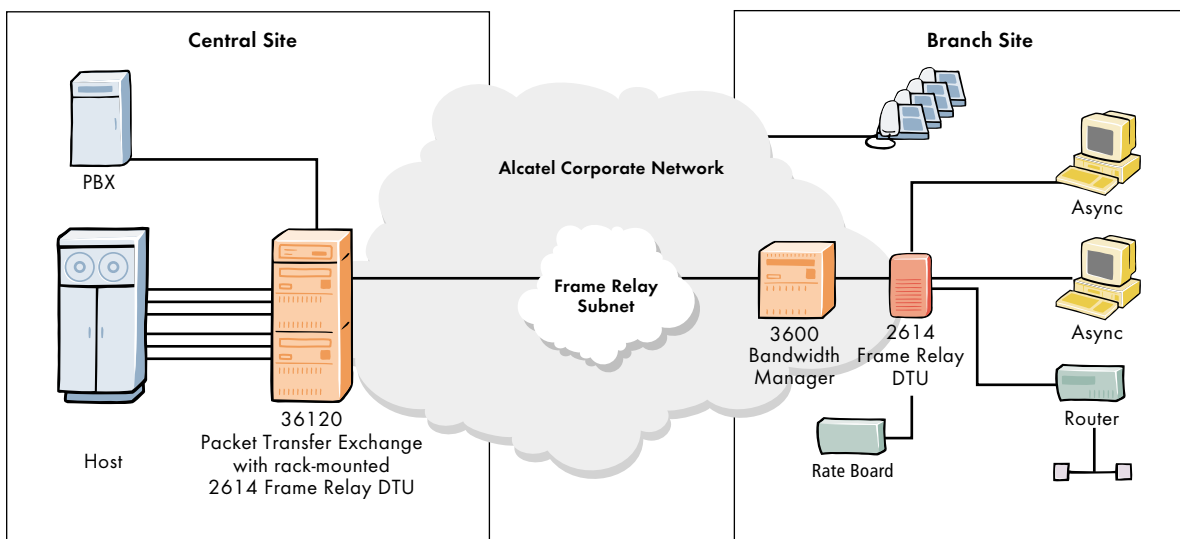 Central Site
Branch Site
PBX
Alcatel Corporate Network
Async
Frame Relay
Subnet
Async
3600
Bandwidth
Manager
2614
Frame Relay
DTU
Host
36120
Packet Transfer Exchange
with rack-mounted
2614 Frame Relay DTU
Router
Rate Board